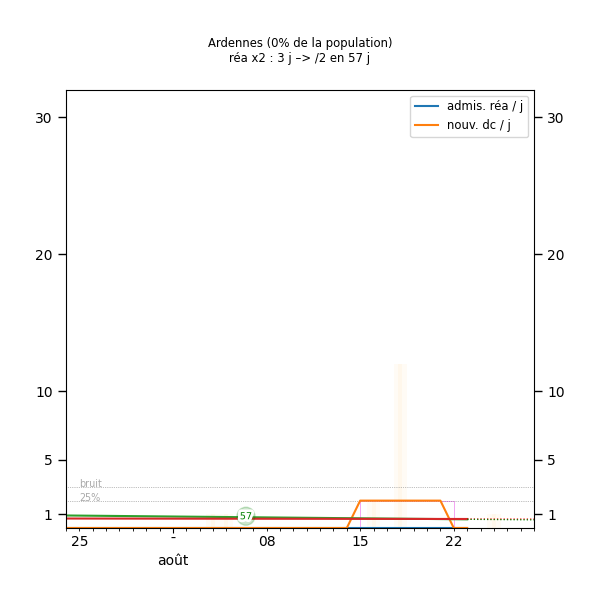 Ardennes (0% de la population)
réa x2 : 3 j –> /2 en 57 j
admis. réa / j
nouv. dc / j
30 30
20 20
10 10
5 5
bruit
25%
57
1 1
25 - 08 15 22
août